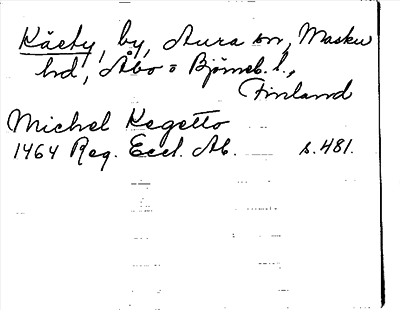 Käety, by, Aura sn, Masku
hd, Åbo o Björneb. l.,
Finland
Michel Kegetto
1464 Reg. Eccl. Ab. s. 481.